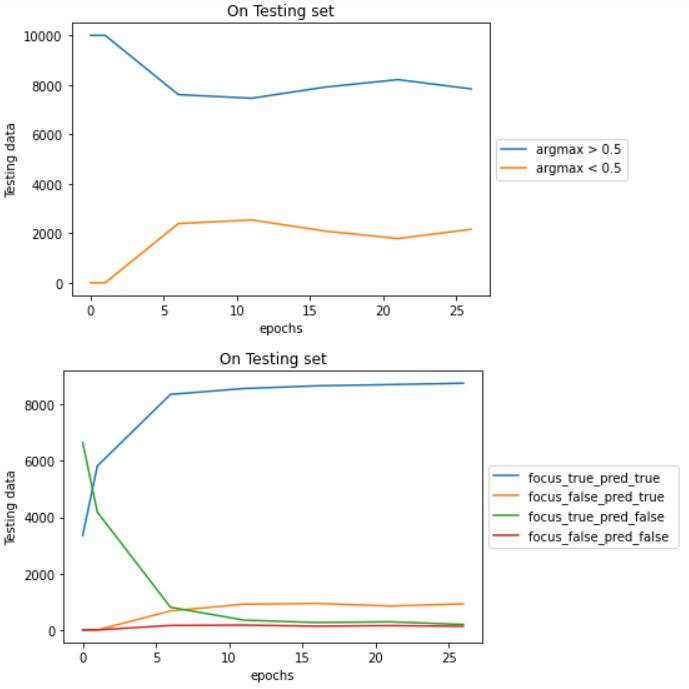 On Testing set
10000
8000
6000
4000
2000
0
Testing data
0 5 10 15 20 25
epochs
argmax > 0.5
argmax < 0.5
On Testing set
8000
6000
4000
2000
0
Testing data
0 5 10 15 20 25
epochs
focus_true_pred_true
focus_false_pred_true
focus_true_pred_false
focus_false_pred_false